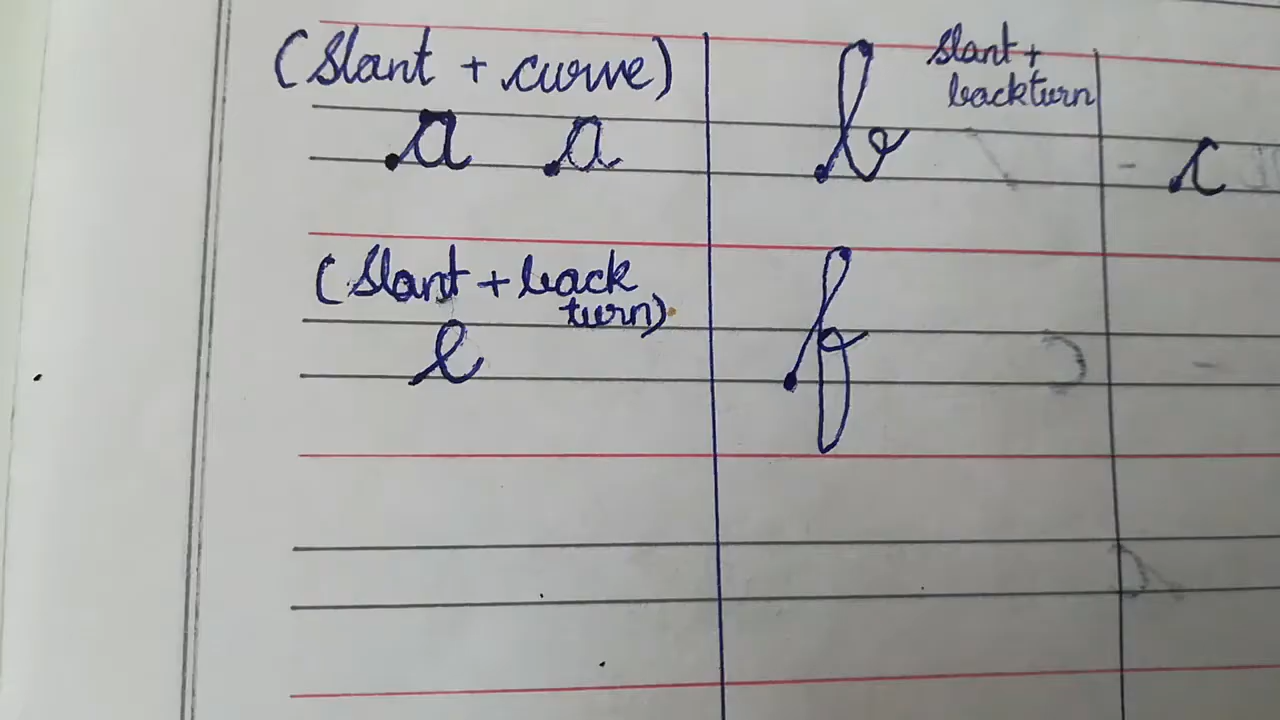 (Slant + curve)
a a
b
slant +
backturn
c
(Slant + back
turn)
e
f